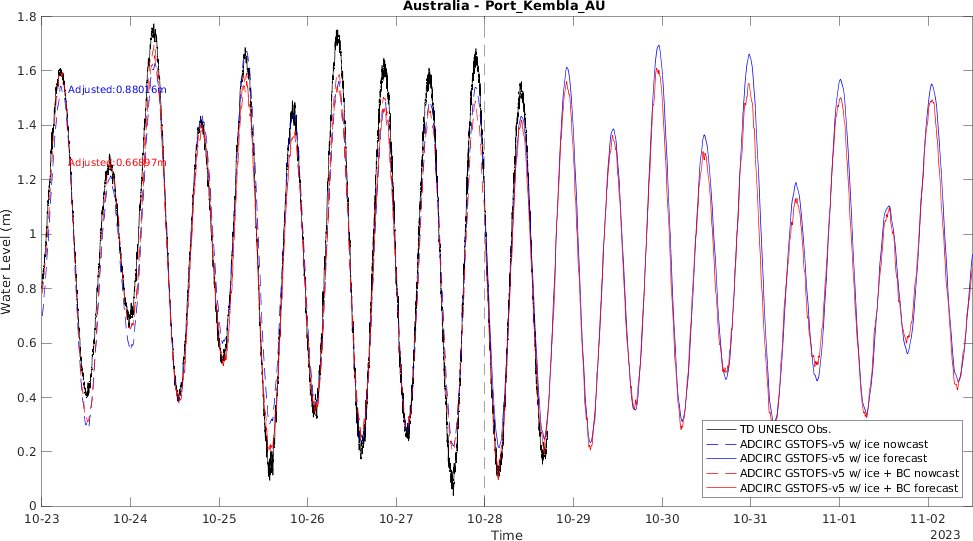 Australia - Port_Kembla_AU
Water Level (m)
1.8
1.6
1.4
1.2
1
0.8
0.6
0.4
0.2
0
Adjusted:0.88016m
Adjusted:0.66897m
TD UNESCO Obs.
ADCIRC GSTOFS-v5 w/ ice nowcast
ADCIRC GSTOFS-v5 w/ ice forecast
ADCIRC GSTOFS-v5 w/ ice + BC nowcast
ADCIRC GSTOFS-v5 w/ ice + BC forecast
10-23 10-24 10-25 10-26 10-27 10-28 10-29 10-30 10-31 11-01 11-02
Time
2023